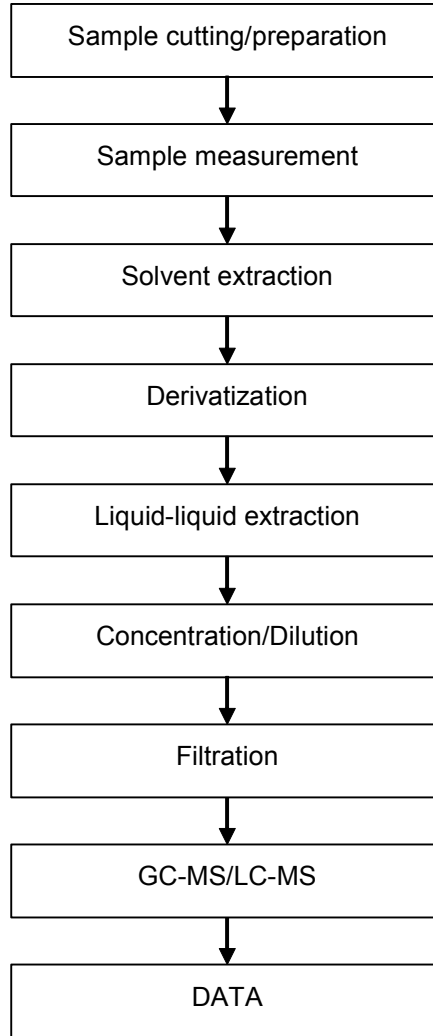 Sample cutting/preparation
Sample measurement
Solvent extraction
Derivatization
Liquid-liquid extraction
Concentration/Dilution
Filtration
GC-MS/LC-MS
DATA